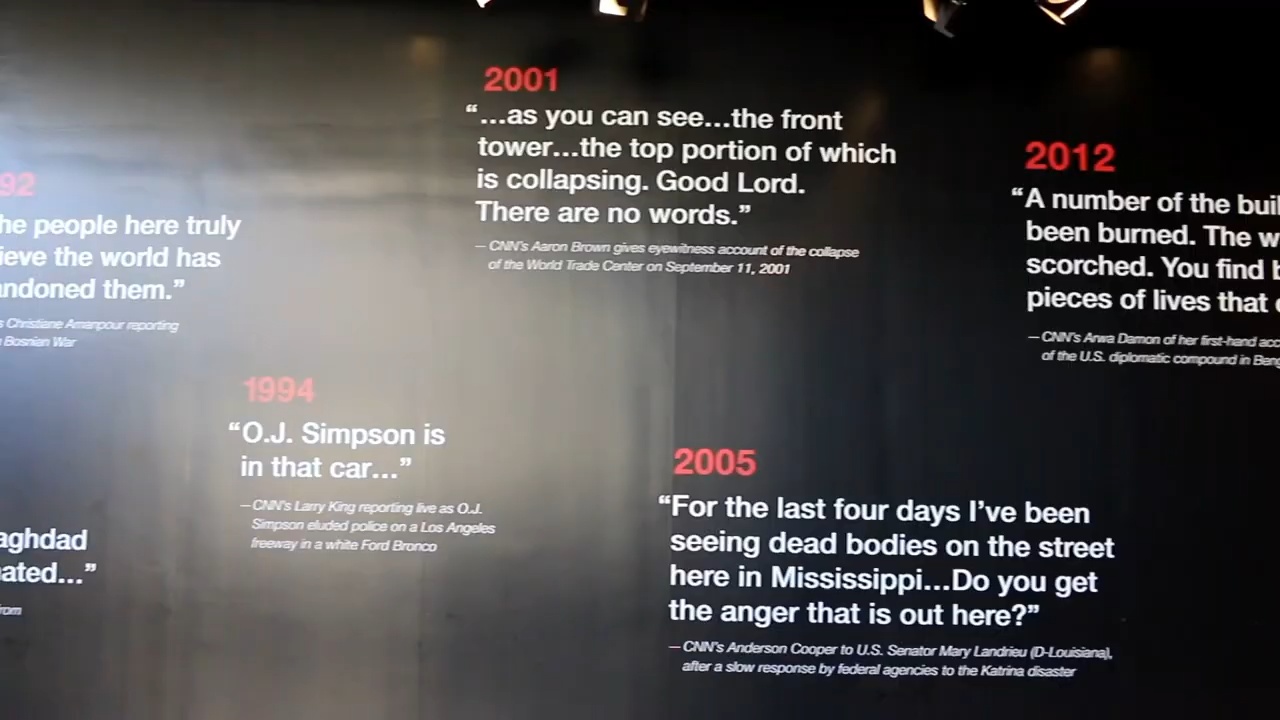 92
he people here truly
ieve the world has
andoned them.”
s Christiane Amanpour reporting
Bosnian War
aghdad
ated...”
rom
1994
“O.J. Simpson is
in that car...”
— CNN’s Larry King reporting live as O.J.
Simpson eluded police on a Los Angeles
freeway in a white Ford Bronco
2001
“...as you can see...the front
tower...the top portion of which
is collapsing. Good Lord.
There are no words.”
— CNN’s Aaron Brown gives eyewitness account of the collapse
of the World Trade Center on September 11, 2001
2005
“For the last four days I’ve been
seeing dead bodies on the street
here in Mississippi...Do you get
the anger that is out here?”
— CNN’s Anderson Cooper to U.S. Senator Mary Landrieu (D-Louisiana),
after a slow response by federal agencies to the Katrina disaster
2012
“A number of the buil
been burned. The w
scorched. You find b
pieces of lives that
— CNN’s Arwa Damon of her first-hand acc
of the U.S. diplomatic compound in Beng